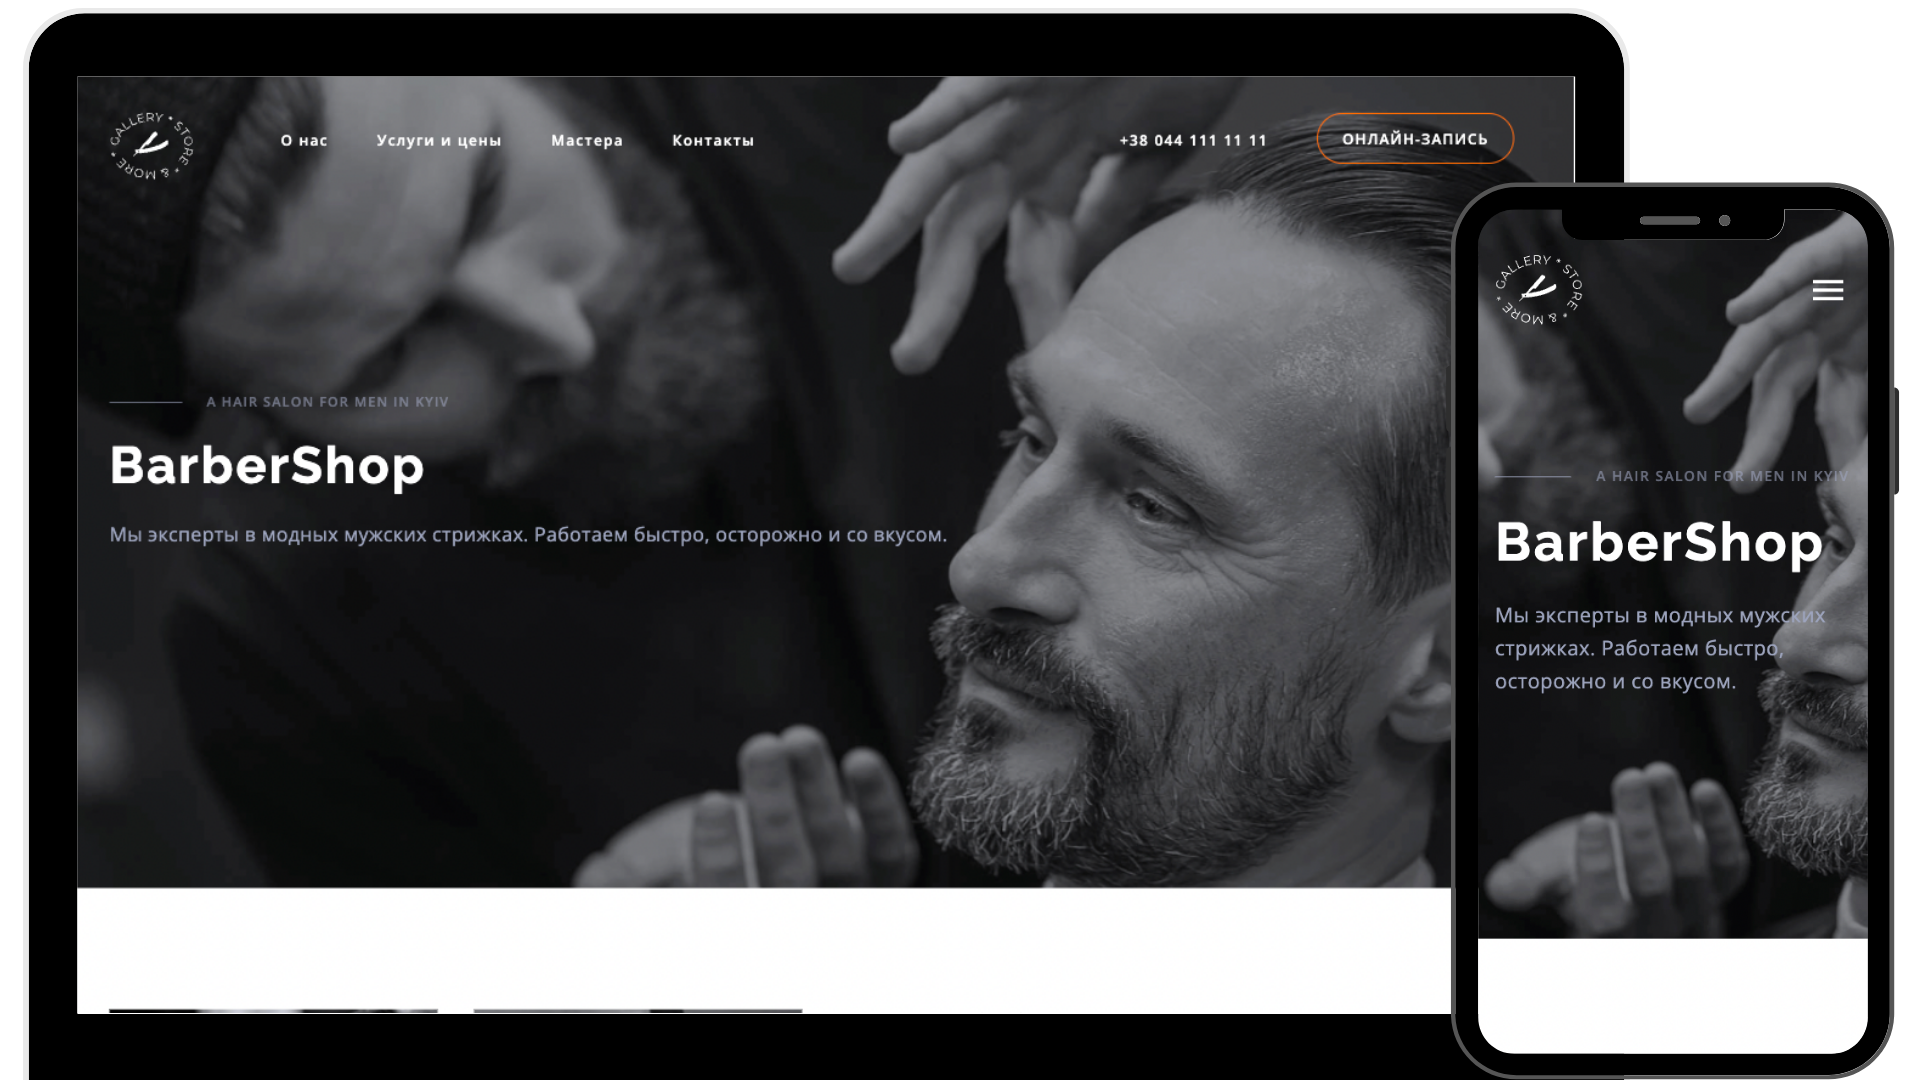 GALLERY * STORE * & MORE *
О нас
Услуги и цены
Мастера
Контакты
+38 044 111 11 11
ОНЛАЙН-ЗАПИСЬ
A HAIR SALON FOR MEN IN KYIV
BarberShop
Мы эксперты в модных мужских стрижках. Работаем быстро, осторожно и со вкусом.
GALLERY * STORE * & MORE *
A HAIR SALON FOR MEN IN KYIV
BarberShop
Мы эксперты в модных мужских
стрижках. Работаем быстро,
осторожно и со вкусом.